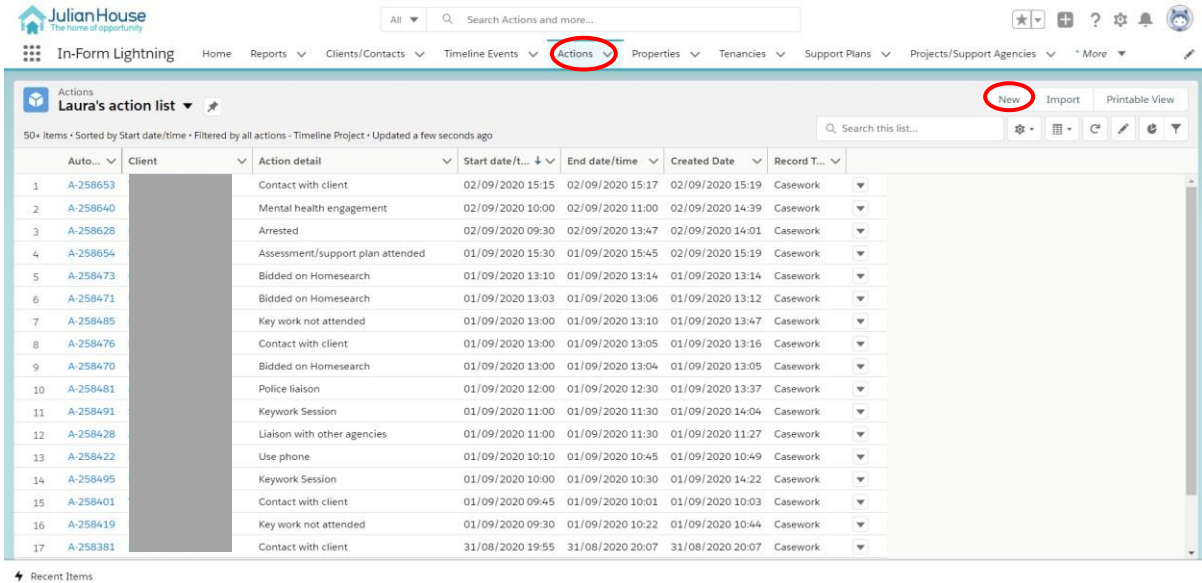 Julian House
The home of opportunity
All Search Actions and more...
In-Form Lightning Home Reports Clients/Contacts Timeline Events Actions Properties Tenancies Support Plans Projects/Support Agencies * More
Actions
Laura's action list
New Import Printable View
50+ items • Sorted by Start date/time • Filtered by all actions - Timeline Project • Updated a few seconds ago
Search this list...
Auto... Client Action detail Start date/t... End date/time Created Date Record T...
1 A-258653 Contact with client 02/09/2020 15:15 02/09/2020 15:17 02/09/2020 15:19 Casework
2 A-258640 Mental health engagement 02/09/2020 10:00 02/09/2020 11:00 02/09/2020 14:39 Casework
3 A-258628 Arrested 02/09/2020 09:30 02/09/2020 13:47 02/09/2020 14:01 Casework
4 A-258654 Assessment/support plan attended 01/09/2020 15:30 01/09/2020 15:45 02/09/2020 15:19 Casework
5 A-258473 Bidded on Homesearch 01/09/2020 13:10 01/09/2020 13:14 01/09/2020 13:14 Casework
6 A-258471 Bidded on Homesearch 01/09/2020 13:03 01/09/2020 13:06 01/09/2020 13:12 Casework
7 A-258485 Key work not attended 01/09/2020 13:00 01/09/2020 13:10 01/09/2020 13:47 Casework
8 A-258476 Contact with client 01/09/2020 13:00 01/09/2020 13:05 01/09/2020 13:16 Casework
9 A-258470 Bidded on Homesearch 01/09/2020 13:00 01/09/2020 13:04 01/09/2020 13:05 Casework
10 A-258481 Police liaison 01/09/2020 12:00 01/09/2020 12:30 01/09/2020 13:37 Casework
11 A-258491 Keywork Session 01/09/2020 11:00 01/09/2020 11:30 01/09/2020 14:04 Casework
12 A-258428 Liaison with other agencies 01/09/2020 11:00 01/09/2020 11:30 01/09/2020 11:27 Casework
13 A-258422 Use phone 01/09/2020 10:10 01/09/2020 10:45 01/09/2020 10:49 Casework
14 A-258495 Keywork Session 01/09/2020 10:00 01/09/2020 10:30 01/09/2020 14:22 Casework
15 A-258401 Contact with client 01/09/2020 09:45 01/09/2020 10:01 01/09/2020 10:03 Casework
16 A-258419 Key work not attended 01/09/2020 09:30 01/09/2020 10:22 01/09/2020 10:44 Casework
17 A-258381 Contact with client 31/08/2020 19:55 31/08/2020 20:07 31/08/2020 20:07 Casework
Recent Items